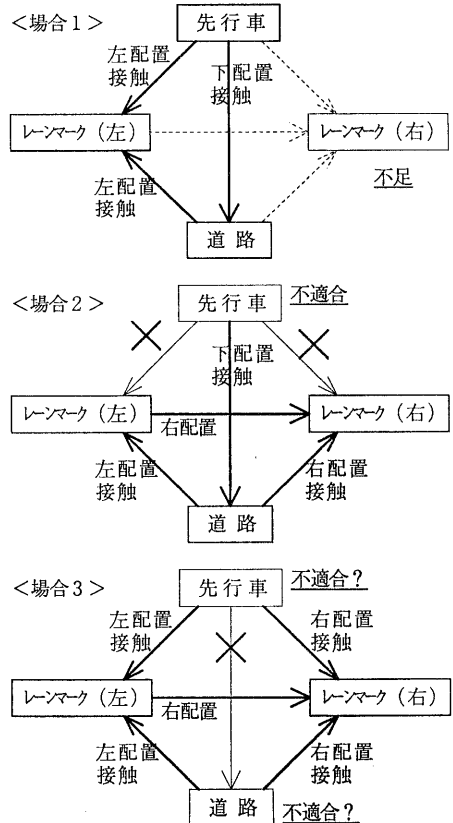 ＜場合１＞
先行車
左配置
接触
下配置
接触
レーンマーク（左）
レーンマーク（右）
不足
左配置
接触
道路
＜場合２＞
先行車
不適合
下配置
接触
レーンマーク（左）
右配置
レーンマーク（右）
左配置
接触
右配置
接触
道路
＜場合３＞
先行車
不適合？
左配置
接触
右配置
接触
レーンマーク（左）
右配置
レーンマーク（右）
左配置
接触
右配置
接触
道路
不適合？